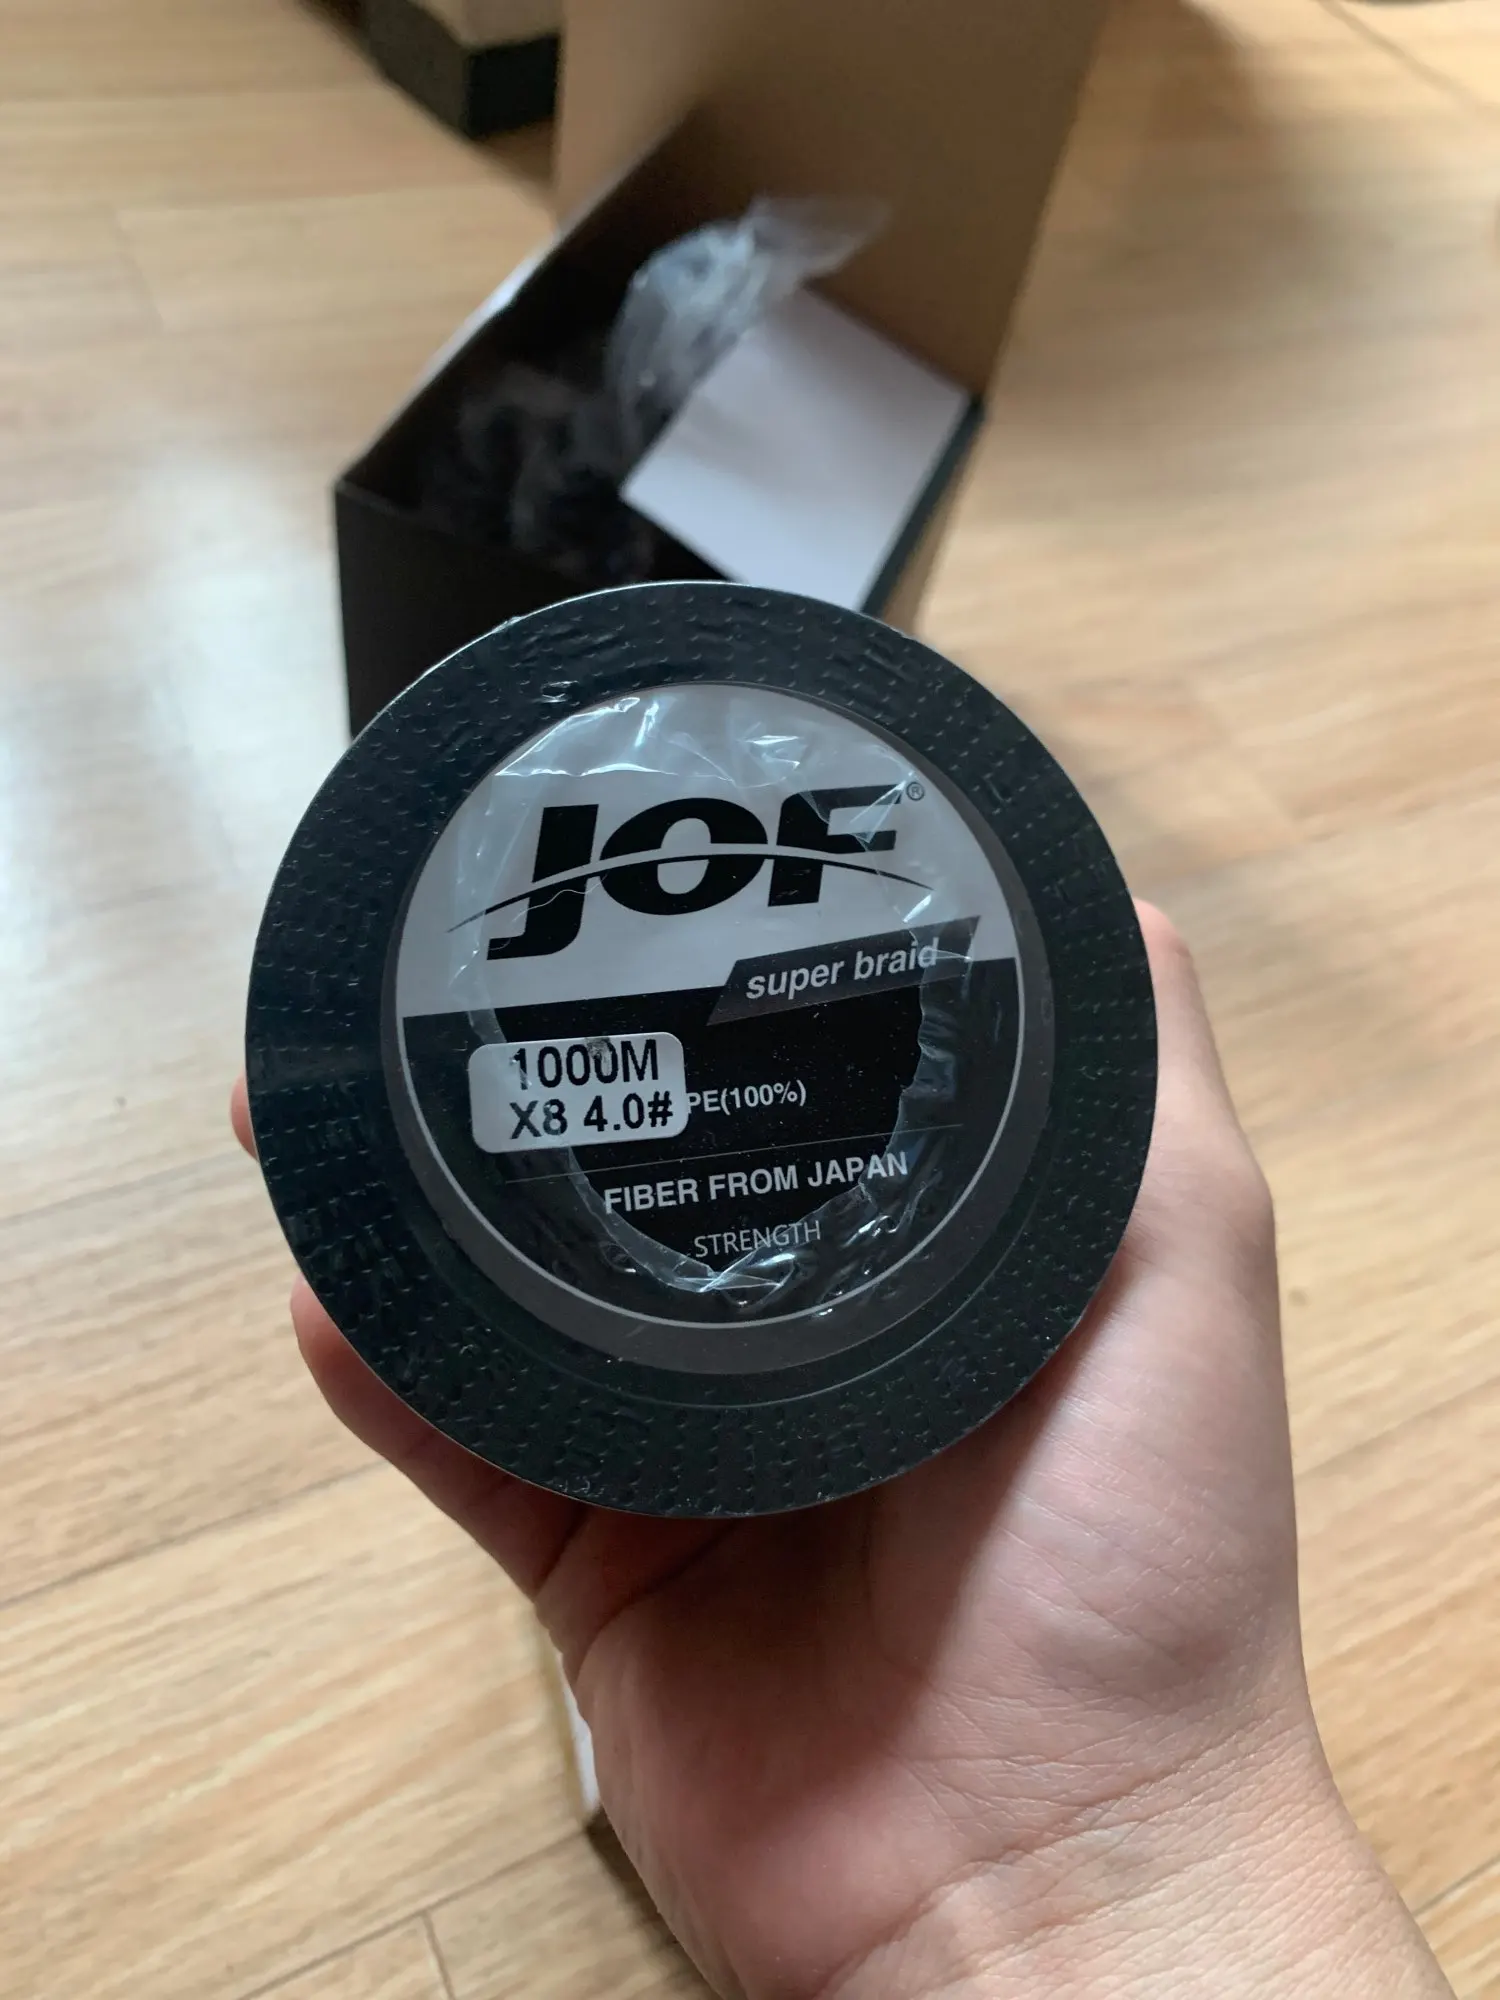 JOF®
super braid
1000M
X8 4.0#
PE(100%)
FIBER FROM JAPAN
STRENGTH